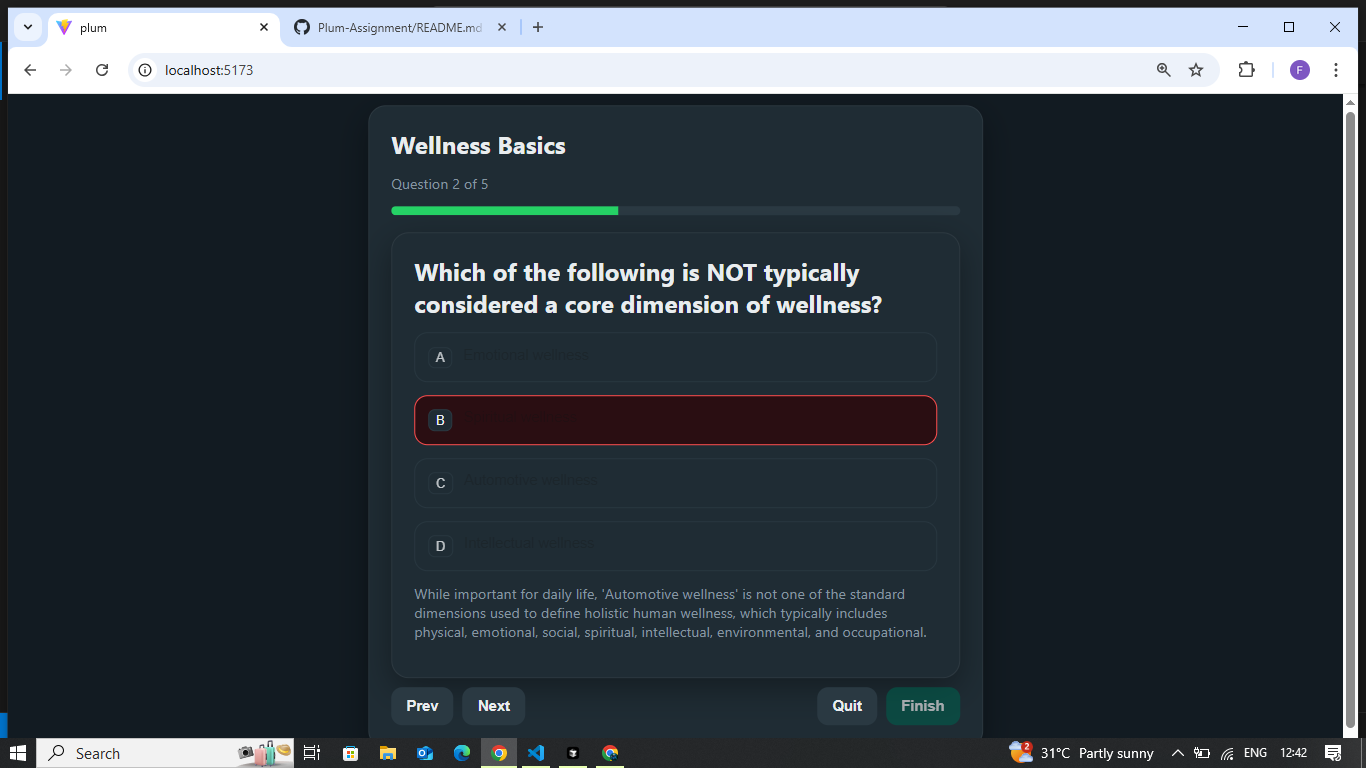 plum
Plum-Assignment/README.md
localhost:5173
F
Wellness Basics
Question 2 of 5
Which of the following is NOT typically
considered a core dimension of wellness?
A Emotional wellness
B
C Automotive wellness
D Intellectual wellness
While important for daily life, 'Automotive wellness' is not one of the standard
dimensions used to define holistic human wellness, which typically includes
physical, emotional, social, spiritual, intellectual, environmental, and occupational.
Prev Next Quit Finish
Search
2
31°C Partly sunny
ENG
12:42